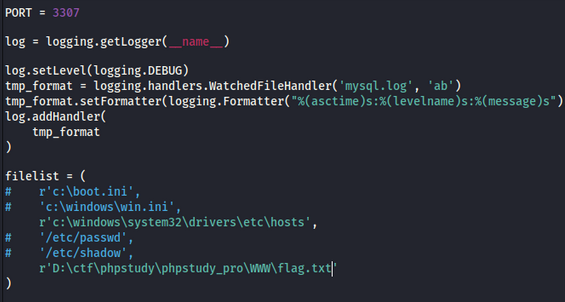 PORT = 3307
log = logging.getLogger(__name__)
log.setLevel(logging.DEBUG)
tmp_format = logging.handlers.WatchedFileHandler('mysql.log', 'ab')
tmp_format.setFormatter(logging.Formatter("%(asctime)s:%(levelname)s:%(message)s")
log.addHandler(
    tmp_format
)
filelist = (
#    r'c:\boot.ini',
#    'c:\windows\win.ini',
    r'c:\windows\system32\drivers\etc\hosts',
#    '/etc/passwd',
#    '/etc/shadow',
    r'D:\ctf\phpstudy\phpstudy_pro\WWW\flag.txt'
)